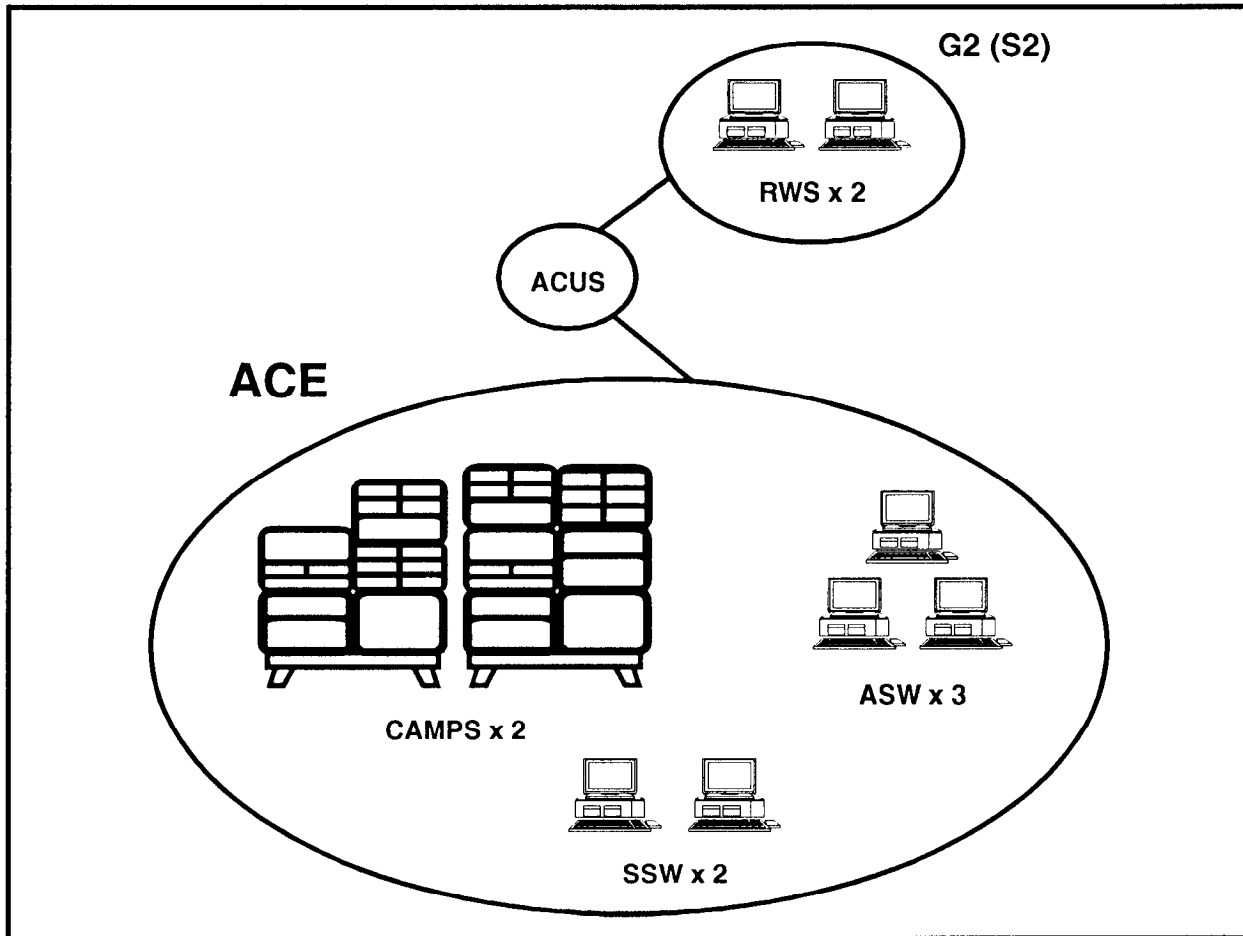 G2 (S2)
RWS x 2
ACUS
ACE
CAMPS x 2
ASW x 3
SSW x 2